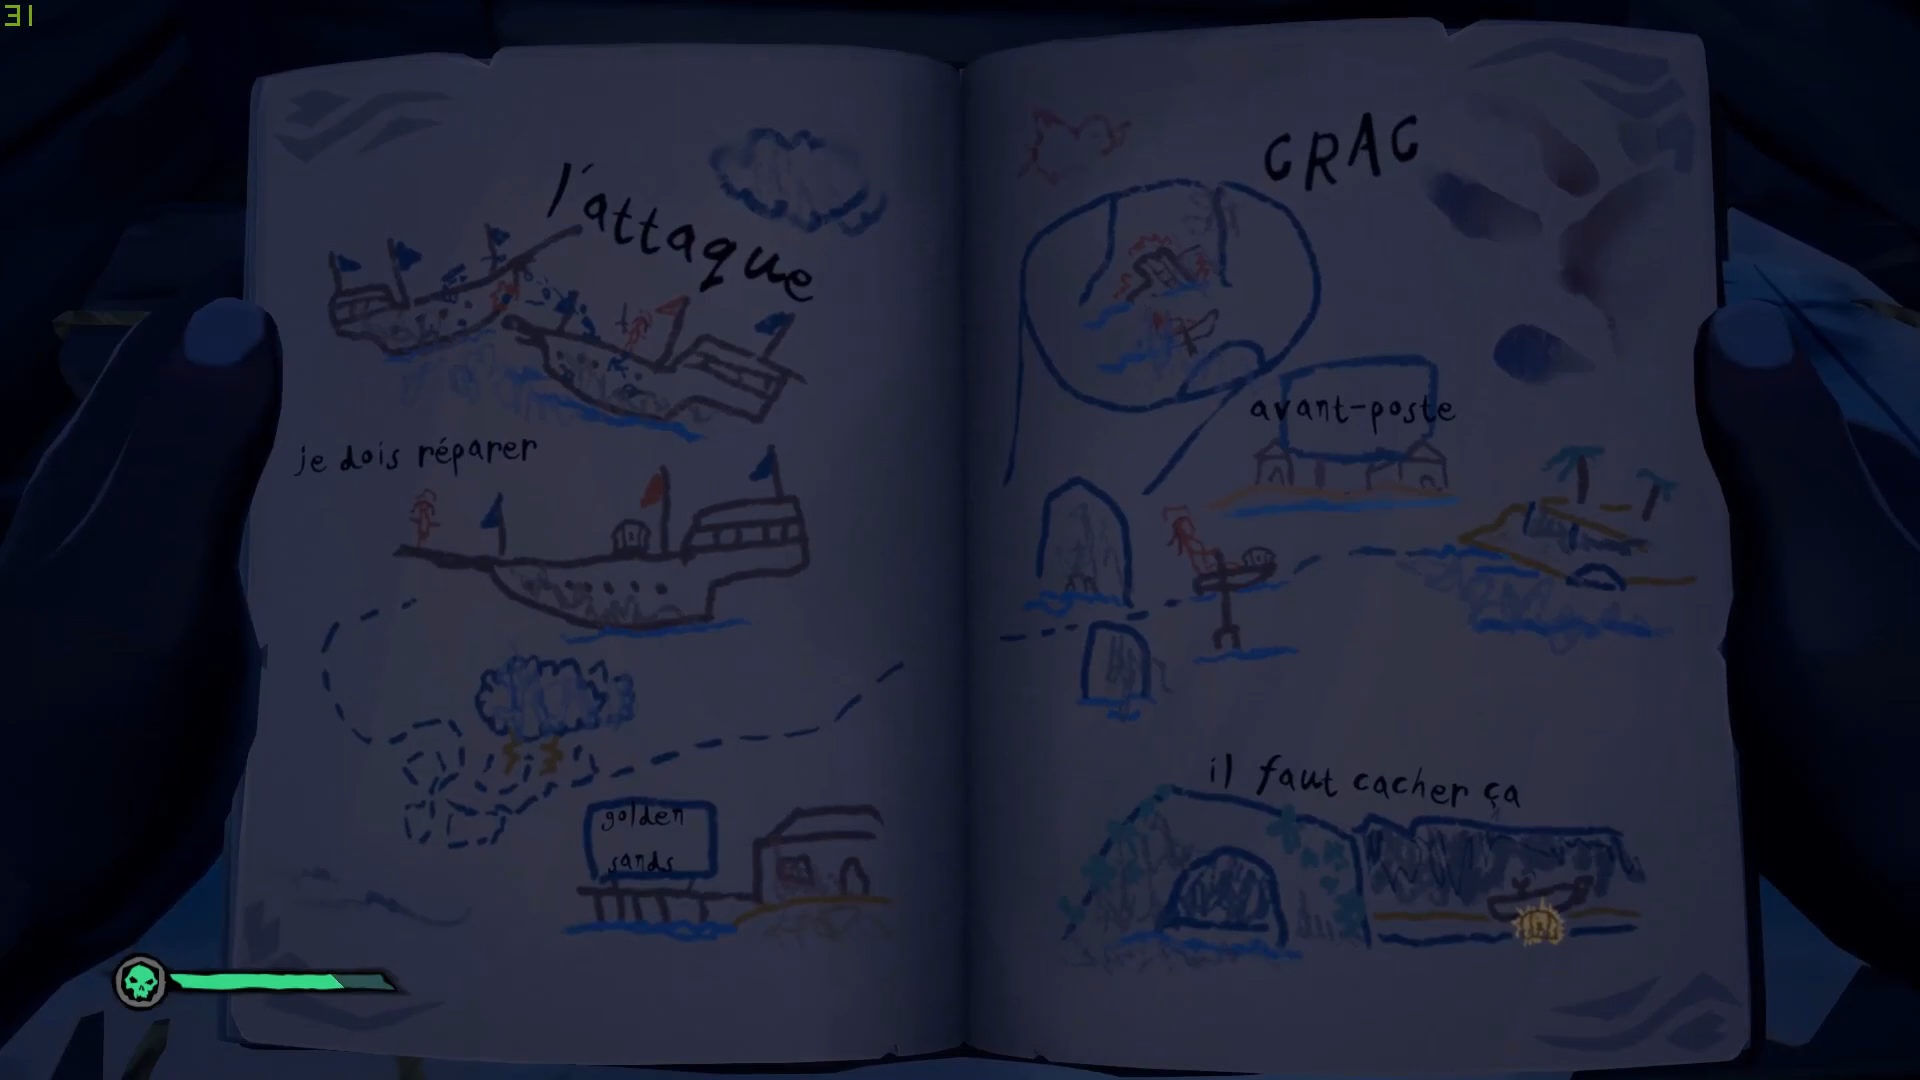 31
l'attaque
je dois réparer
golden
sands
CRAC
avant-poste
il faut cacher ça